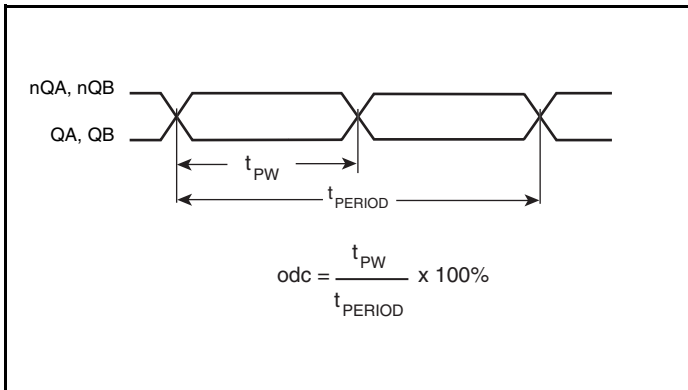 nQA, nQB
QA, QB
tPW
tPERIOD
odc = tPW / tPERIOD x 100%